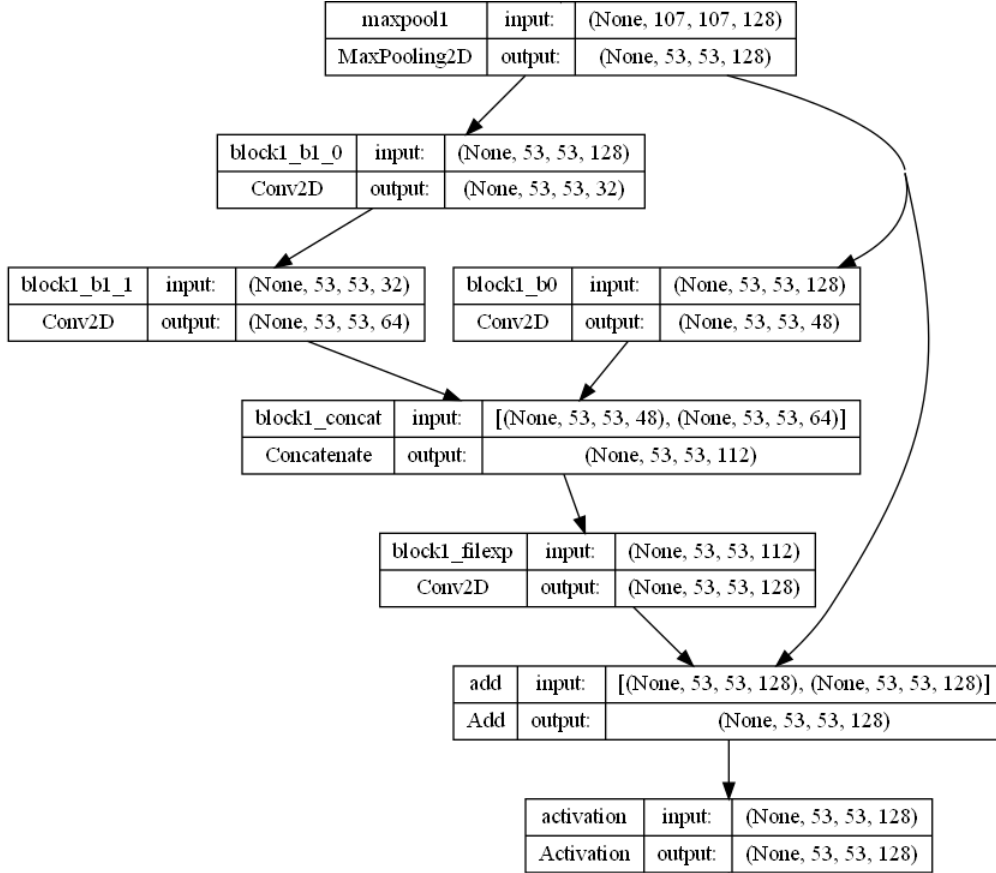 maxpool1 input: (None, 107, 107, 128)
MaxPooling2D output: (None, 53, 53, 128)
block1_b1_0 input: (None, 53, 53, 128)
Conv2D output: (None, 53, 53, 32)
block1_b1_1 input: (None, 53, 53, 32)
Conv2D output: (None, 53, 53, 64)
block1_b0 input: (None, 53, 53, 128)
Conv2D output: (None, 53, 53, 48)
block1_concat input: [(None, 53, 53, 48), (None, 53, 53, 64)]
Concatenate output: (None, 53, 53, 112)
block1_filexp input: (None, 53, 53, 112)
Conv2D output: (None, 53, 53, 128)
add input: [(None, 53, 53, 128), (None, 53, 53, 128)]
Add output: (None, 53, 53, 128)
activation input: (None, 53, 53, 128)
Activation output: (None, 53, 53, 128)